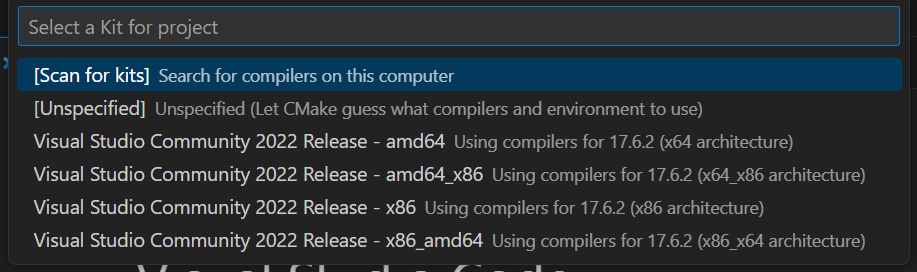 Select a Kit for project
[Scan for kits] Search for compilers on this computer
[Unspecified] Unspecified (Let CMake guess what compilers and environment to use)
Visual Studio Community 2022 Release - amd64 Using compilers for 17.6.2 (x64 architecture)
Visual Studio Community 2022 Release - amd64_x86 Using compilers for 17.6.2 (x64_x86 architecture)
Visual Studio Community 2022 Release - x86 Using compilers for 17.6.2 (x86 architecture)
Visual Studio Community 2022 Release - x86_amd64 Using compilers for 17.6.2 (x86_x64 architecture)
Visual Studio Code